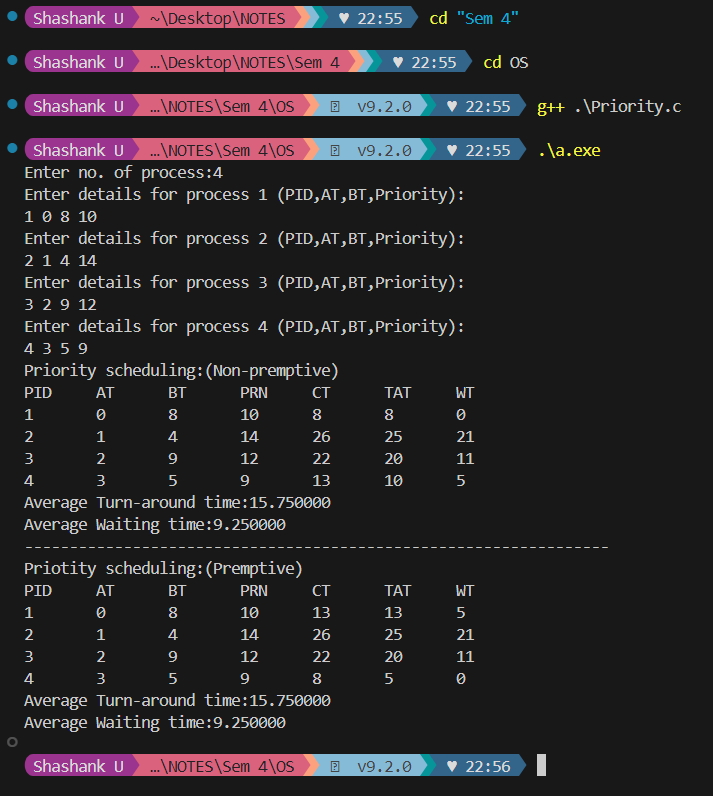 Shashank U ~\Desktop\NOTES ♥ 22:55 cd "Sem 4"
Shashank U …\Desktop\NOTES\Sem 4 ♥ 22:55 cd OS
Shashank U …\NOTES\Sem 4\OS v9.2.0 ♥ 22:55 g++ .\Priority.c
Shashank U …\NOTES\Sem 4\OS v9.2.0 ♥ 22:55 .\a.exe
Enter no. of process:4
Enter details for process 1 (PID,AT,BT,Priority):
1 0 8 10
Enter details for process 2 (PID,AT,BT,Priority):
2 1 4 14
Enter details for process 3 (PID,AT,BT,Priority):
3 2 9 12
Enter details for process 4 (PID,AT,BT,Priority):
4 3 5 9
Priority scheduling:(Non-premptive)
PID AT BT PRN CT TAT WT
1 0 8 10 8 8 0
2 1 4 14 26 25 21
3 2 9 12 22 20 11
4 3 5 9 13 10 5
Average Turn-around time:15.750000
Average Waiting time:9.250000
-----------------------------------------------------------------
Priotity scheduling:(Premptive)
PID AT BT PRN CT TAT WT
1 0 8 10 13 13 5
2 1 4 14 26 25 21
3 2 9 12 22 20 11
4 3 5 9 8 5 0
Average Turn-around time:15.750000
Average Waiting time:9.250000
Shashank U …\NOTES\Sem 4\OS v9.2.0 ♥ 22:56